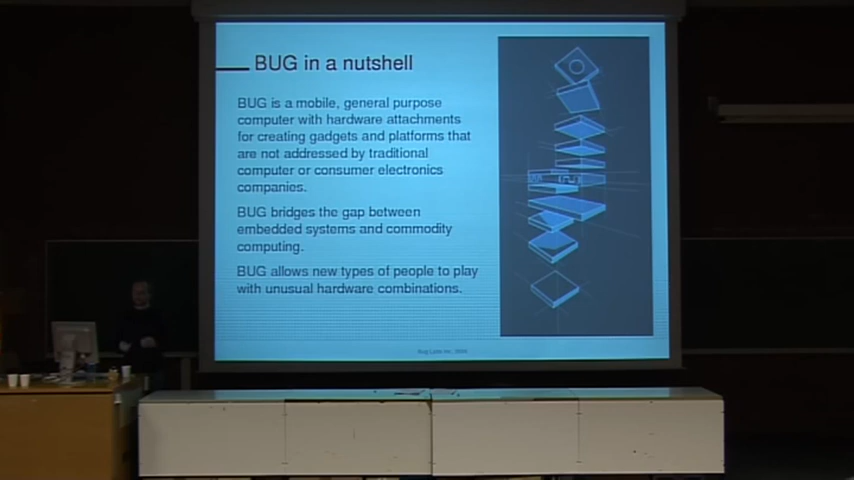 BUG in a nutshell
BUG is a mobile, general purpose
computer with hardware attachments
for creating gadgets and platforms that
are not addressed by traditional
computer or consumer electronics
companies.
BUG bridges the gap between
embedded systems and commodity
computing.
BUG allows new types of people to play
with unusual hardware combinations.